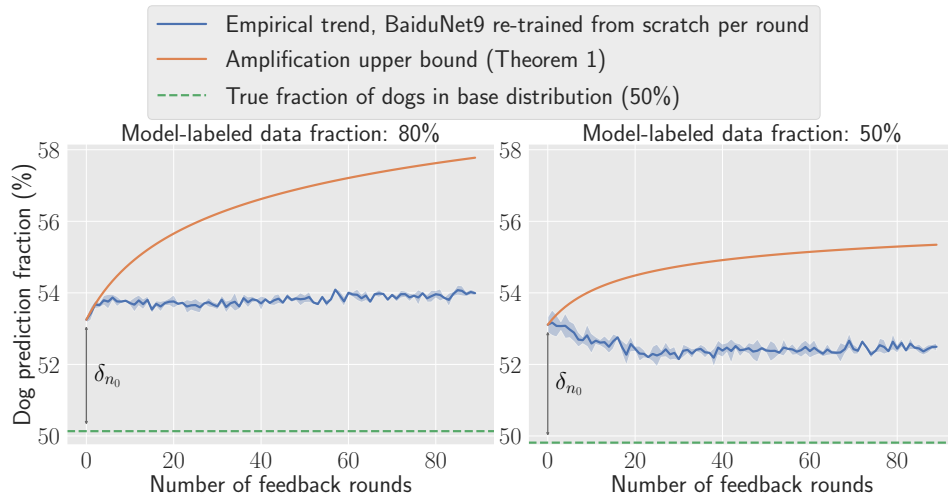 Empirical trend, BaiduNet9 re-trained from scratch per round
Amplification upper bound (Theorem 1)
True fraction of dogs in base distribution (50%)
Model-labeled data fraction: 80%
Model-labeled data fraction: 50%
Dog prediction fraction (%)
58
56
54
52
50
δn₀
0 20 40 60 80
Number of feedback rounds
58
56
54
52
50
δn₀
0 20 40 60 80
Number of feedback rounds